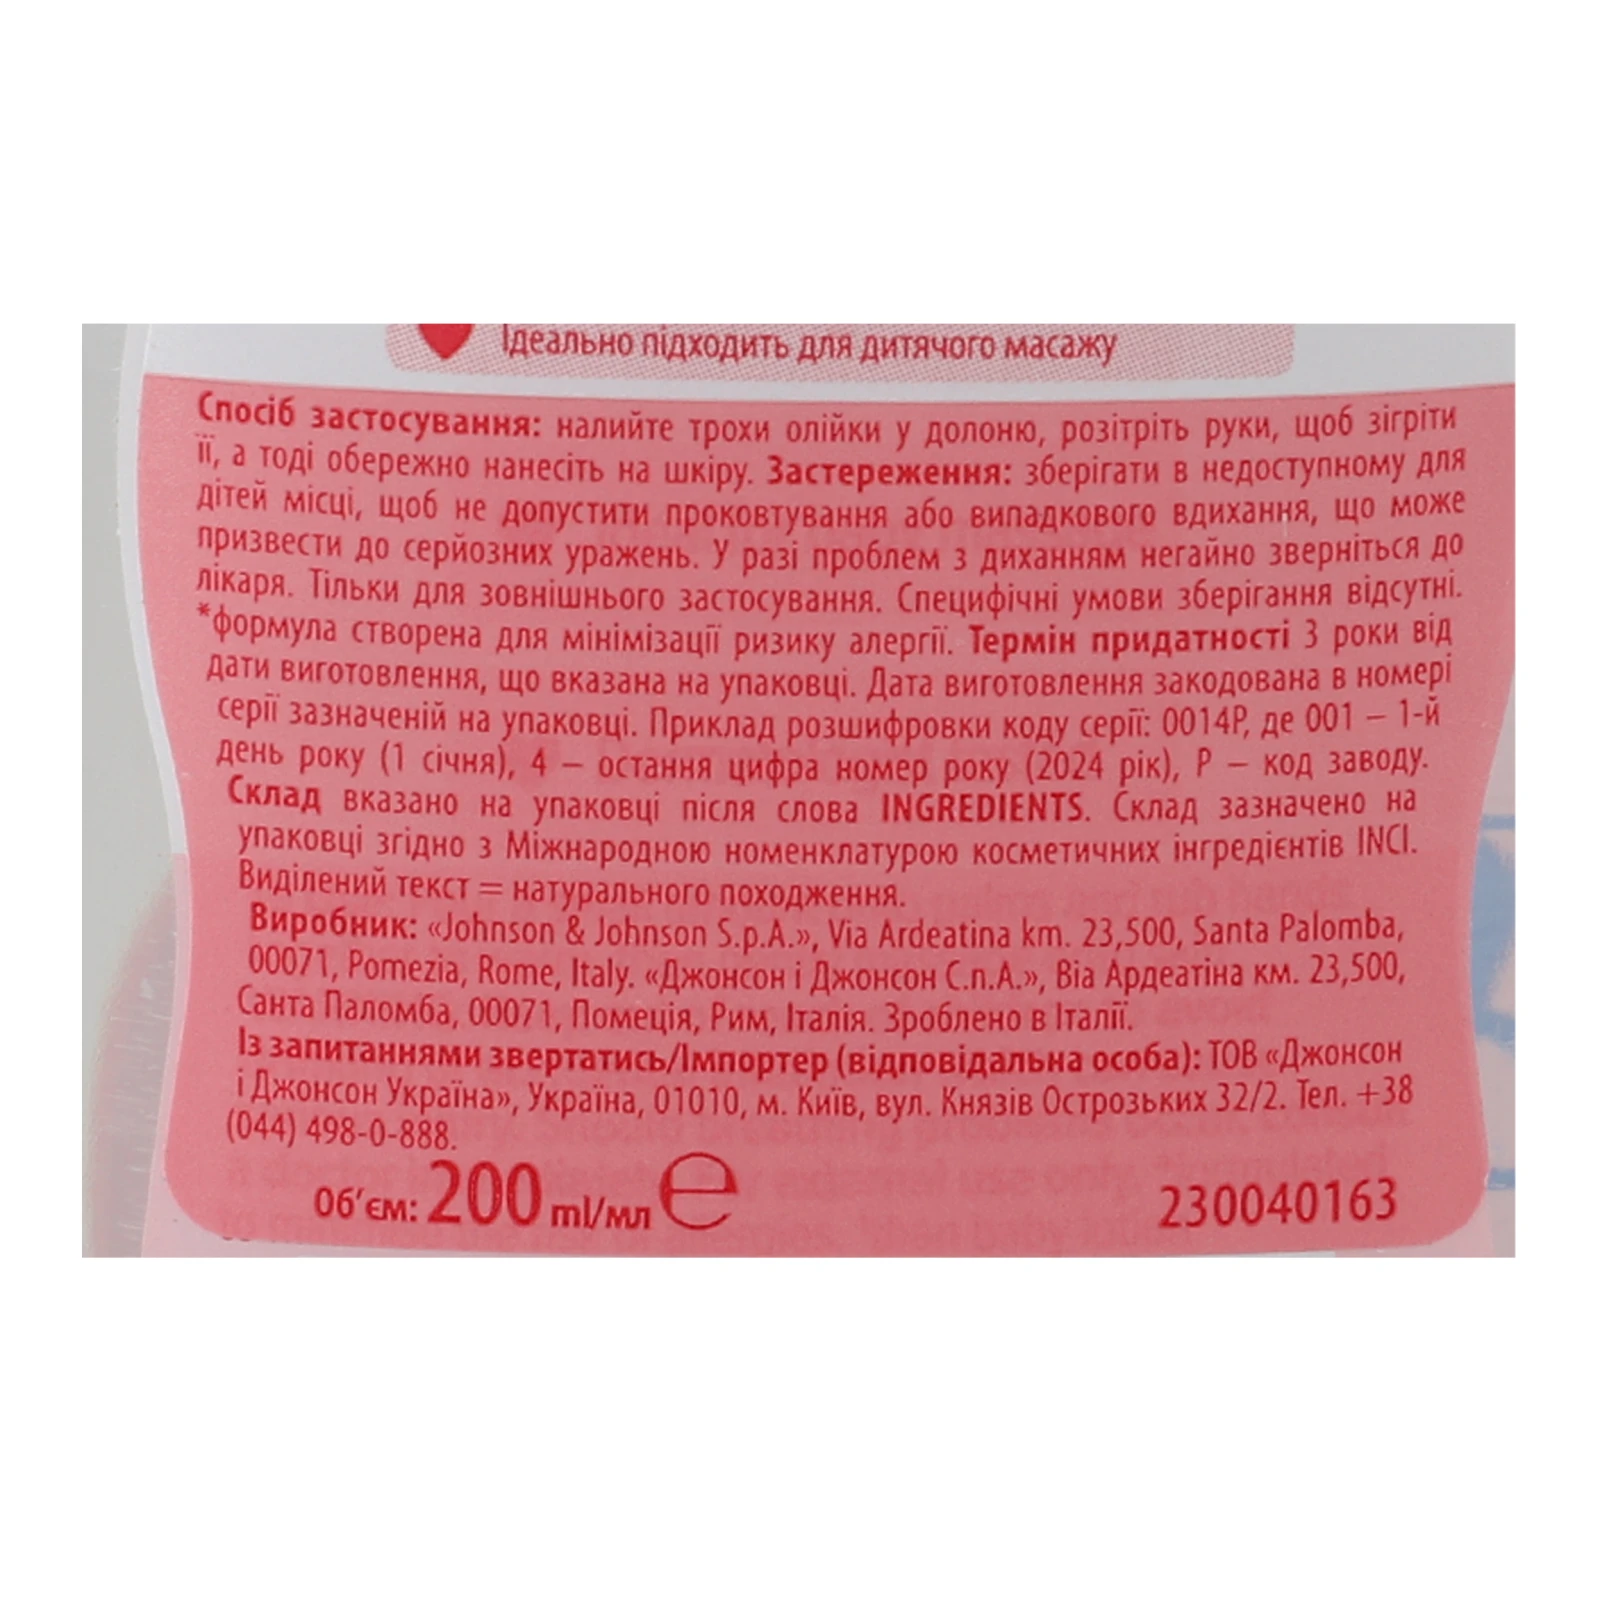 Ідеально підходить для дитячого масажу
Спосіб застосування: налийте трохи олійки у долоню, розітріть руки, щоб зігріти
її, а тоді обережно нанесіть на шкіру. Застереження: зберігати в недоступному для
дітей місці, щоб не допустити проковтування або випадкового вдихання, що може
призвести до серйозних уражень. У разі проблем з диханням негайно зверніться до
лікаря. Тільки для зовнішнього застосування. Специфічні умови зберігання відсутні.
*формула створена для мінімізації ризику алергії. Термін придатності 3 роки від
дати виготовлення, що вказана на упаковці. Дата виготовлення закодована в номері
серії зазначеній на упаковці. Приклад розшифровки коду серії: 0014P, де 001 – 1-й
день року (1 січня), 4 – остання цифра номер року (2024 рік), P – код заводу.
Склад вказано на упаковці після слова INGREDIENTS. Склад зазначено на
упаковці згідно з Міжнародною номенклатурою косметичних інгредієнтів INCI.
Виділений текст = натурального походження.
Виробник: «Johnson & Johnson S.p.A.», Via Ardeatina km. 23,500, Santa Palomba,
00071, Pomezia, Rome, Italy. «Джонсон і Джонсон С.п.А.», Віа Ардеатіна км. 23,500,
Санта Паломба, 00071, Помеція, Рим, Італія. Зроблено в Італії.
Із запитаннями звертатись/Імпортер (відповідальна особа): ТОВ «Джонсон
і Джонсон Україна», Україна, 01010, м. Київ, вул. Князів Острозьких 32/2. Тел. +38
(044) 498-0-888.
Об'єм: 200 ml/мл ℮ 230040163